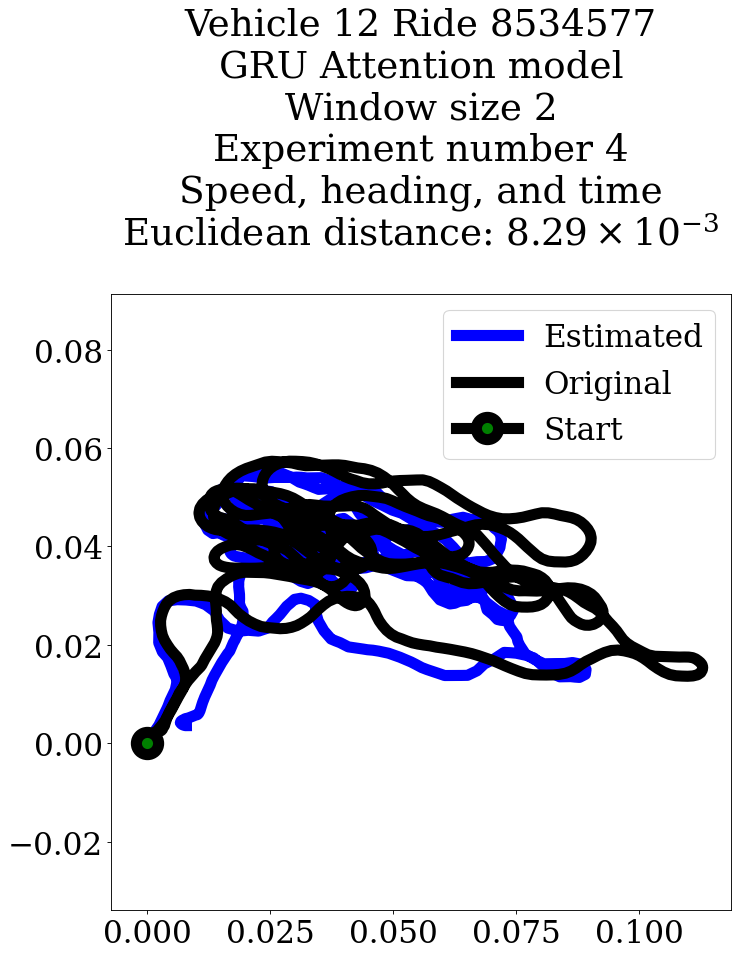 Vehicle 12 Ride 8534577
GRU Attention model
Window size 2
Experiment number 4
Speed, heading, and time
Euclidean distance: 8.29 × 10⁻³
Estimated
Original
Start
0.08
0.06
0.04
0.02
0.00
−0.02
0.000 0.025 0.050 0.075 0.100